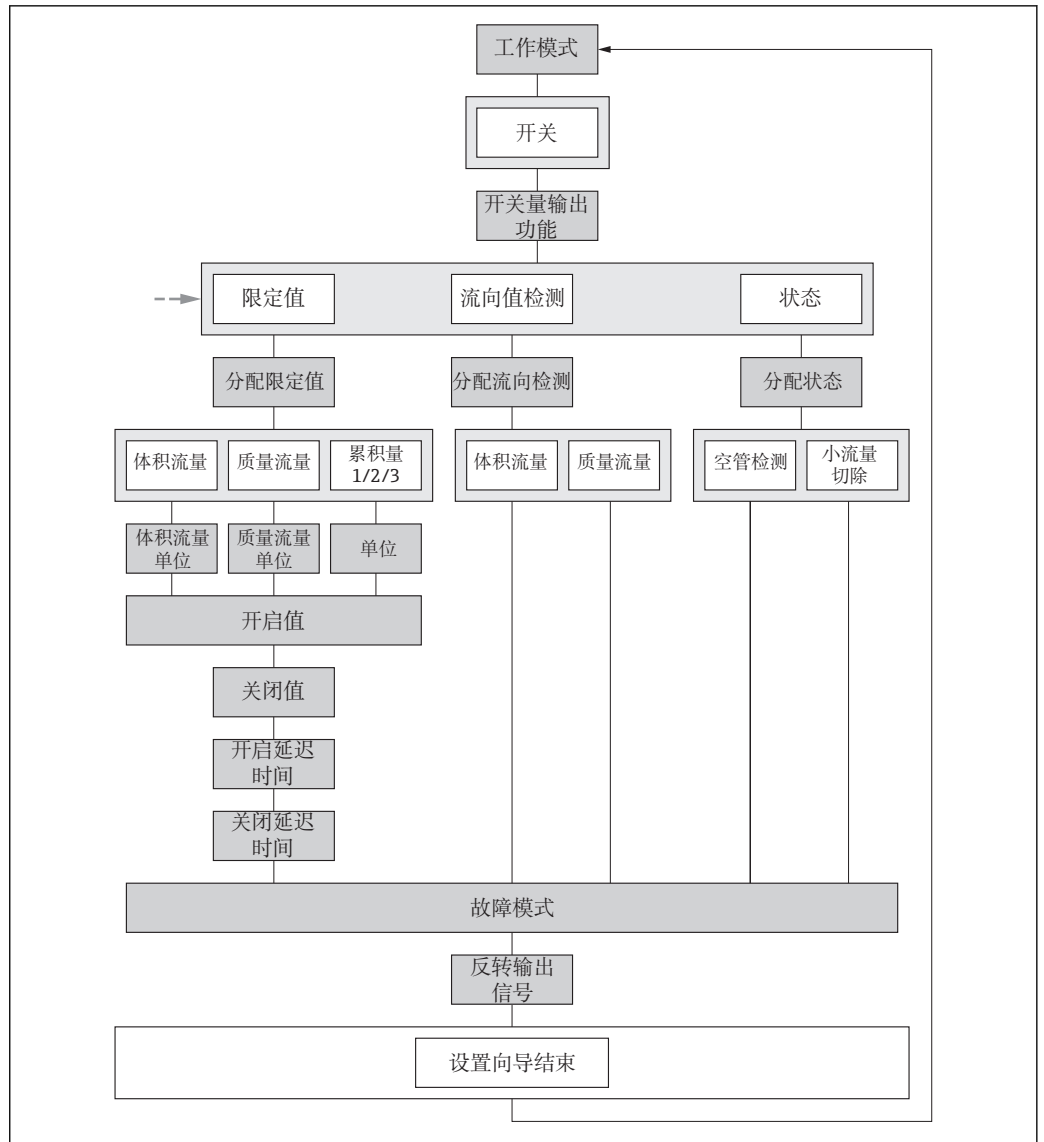 工作模式
开关
开关量输出
功能
限定值
流向值检测
状态
分配限定值
分配流向检测
分配状态
体积流量
质量流量
累积量
1/2/3
体积流量
质量流量
空管检测
小流量
切除
体积流量
单位
质量流量
单位
单位
开启值
关闭值
开启延迟
时间
关闭延迟
时间
故障模式
反转输出
信号
设置向导结束